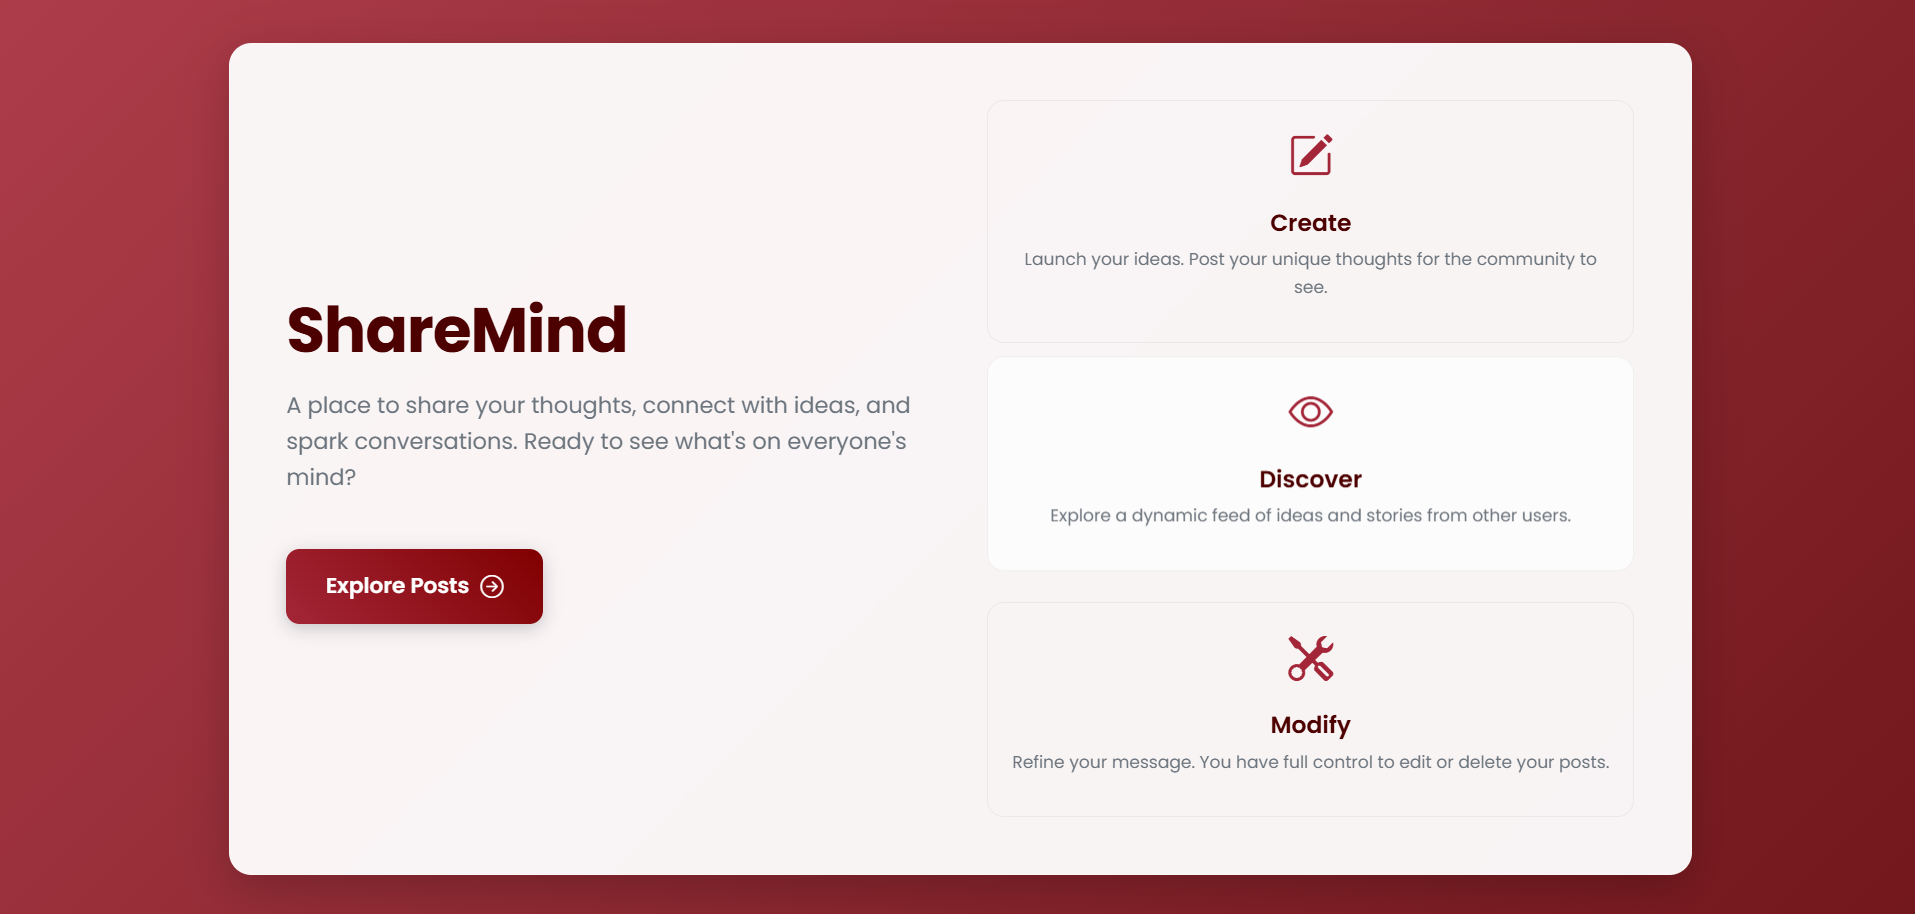 ShareMind
A place to share your thoughts, connect with ideas, and
spark conversations. Ready to see what's on everyone's
mind?
Explore Posts
Create
Launch your ideas. Post your unique thoughts for the community to
see.
Discover
Explore a dynamic feed of ideas and stories from other users.
Modify
Refine your message. You have full control to edit or delete your posts.